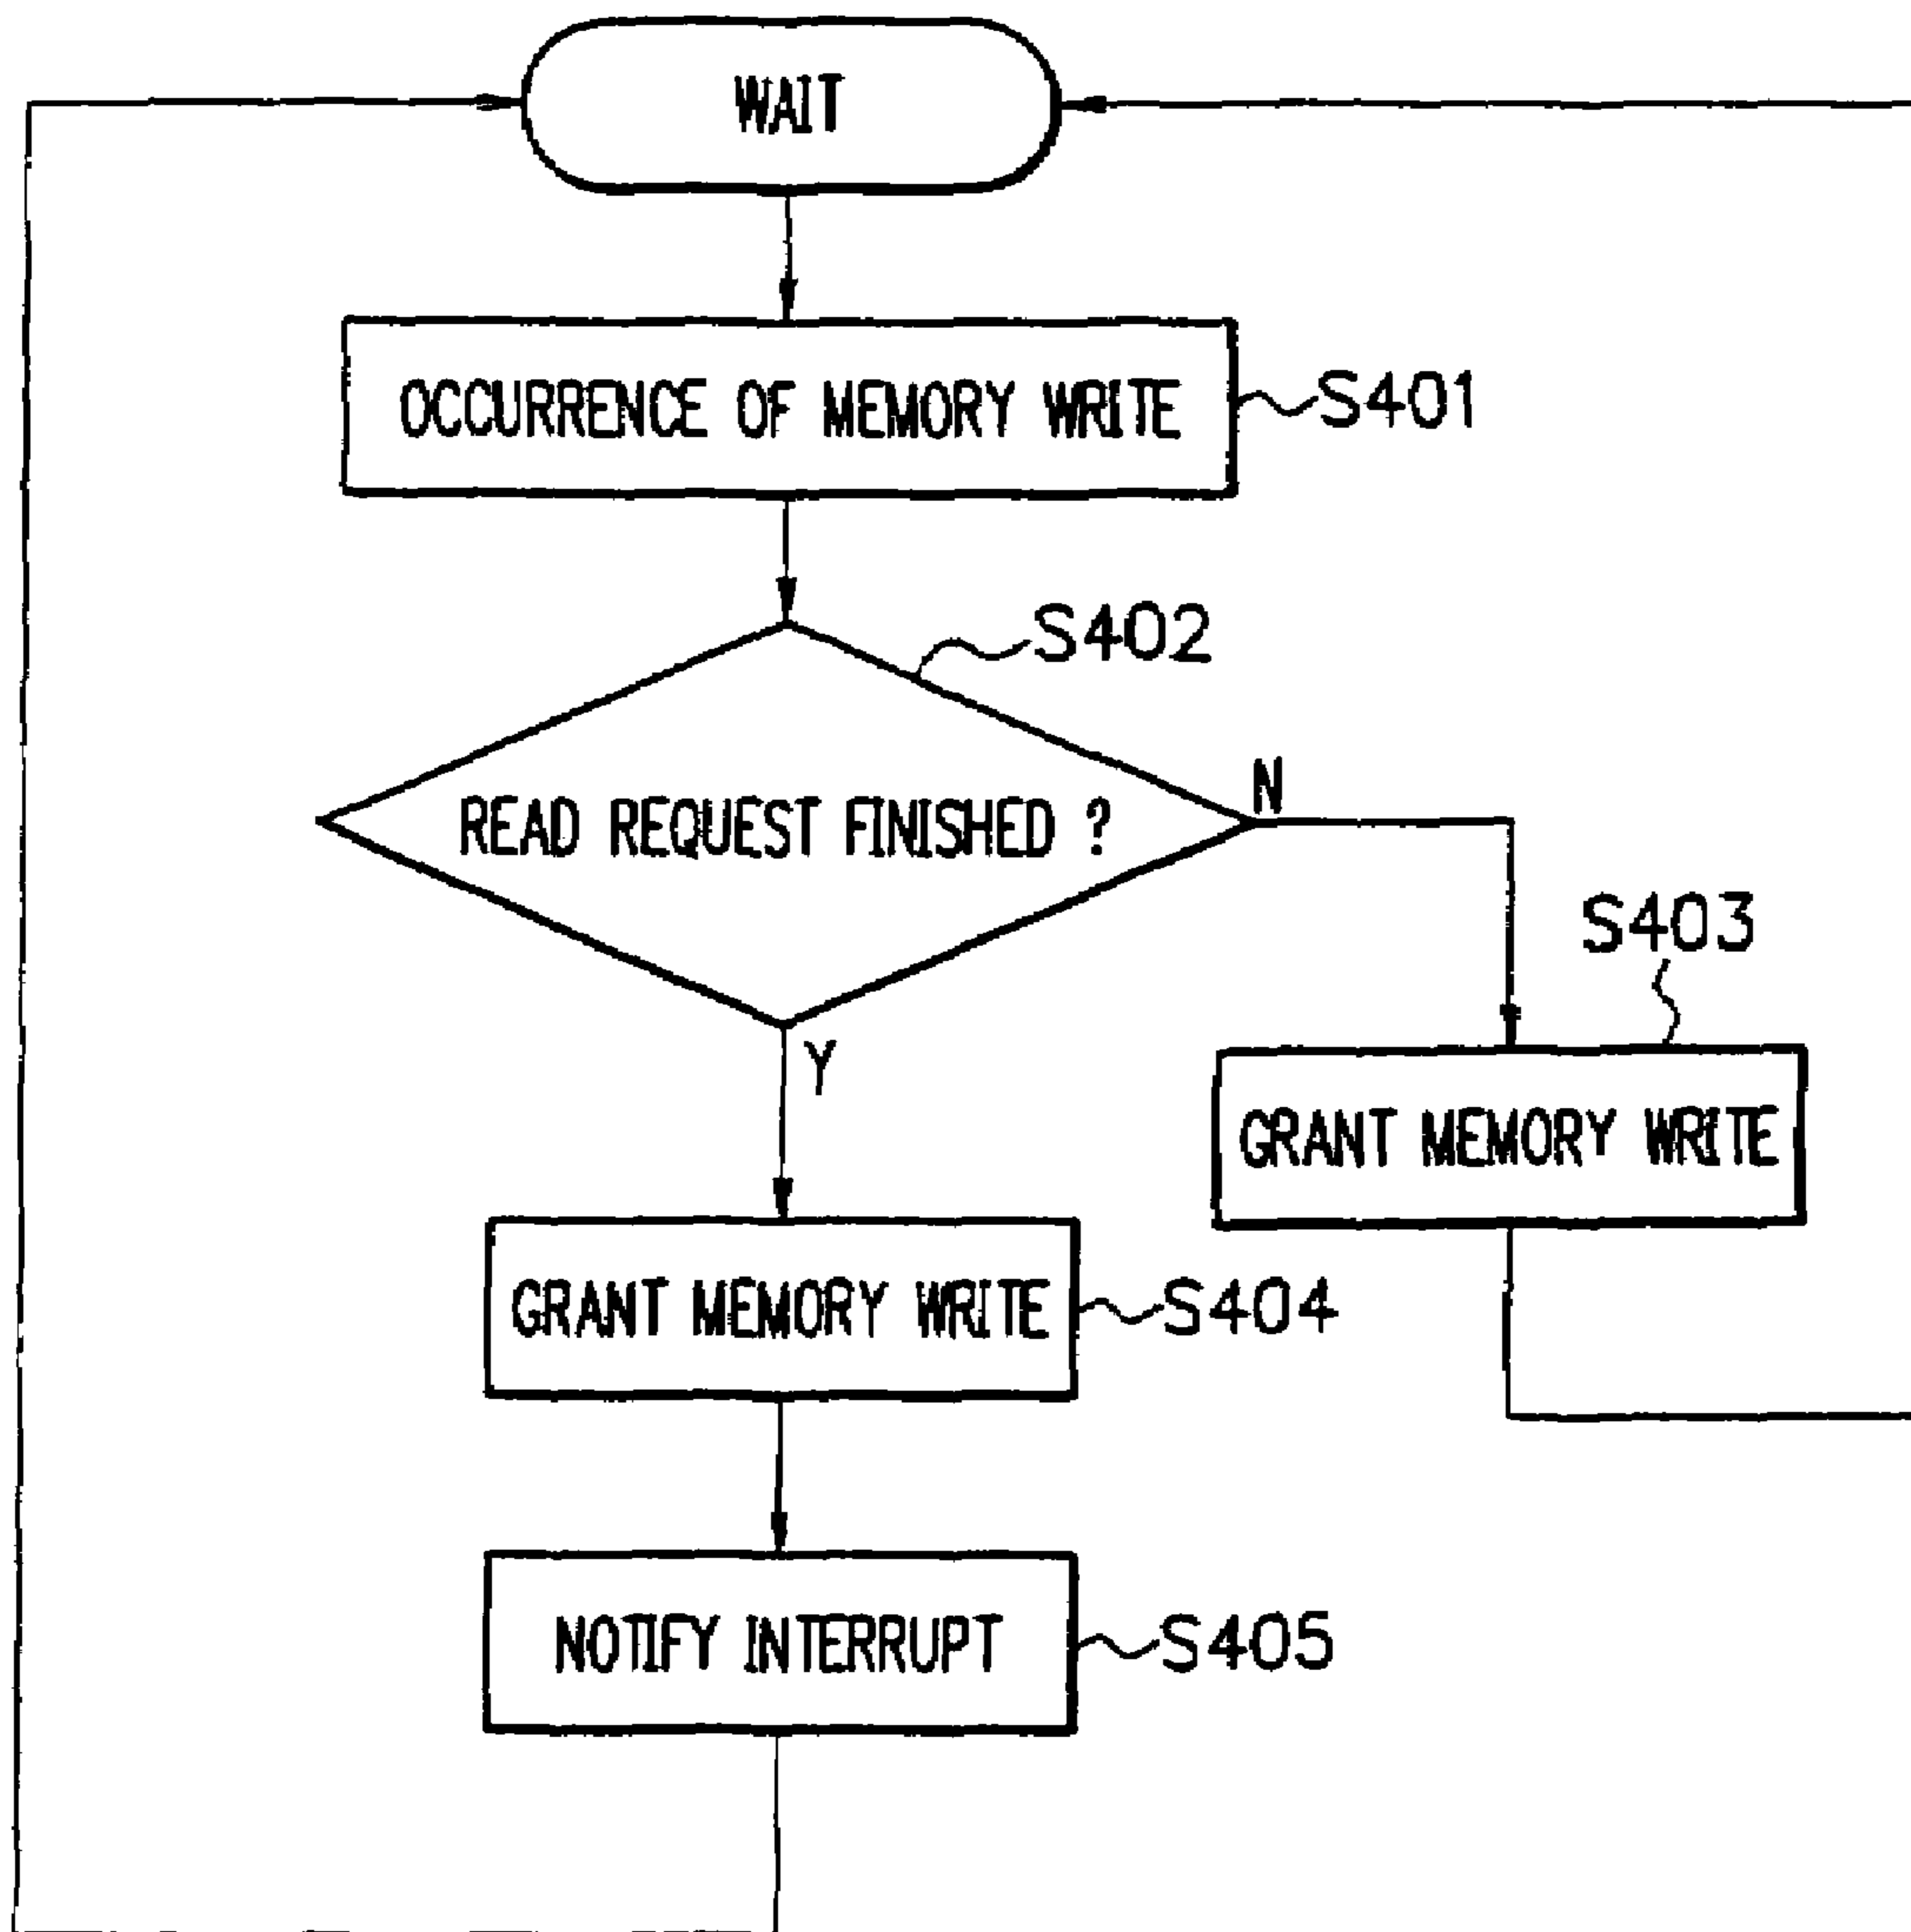 WAIT
OCCURRENCE OF MEMORY WRITE
S401
S402
READ REQUEST FINISHED ?
N
S403
Y
GRANT MEMORY WRITE
GRANT MEMORY WRITE
S404
NOTIFY INTERRUPT
S405